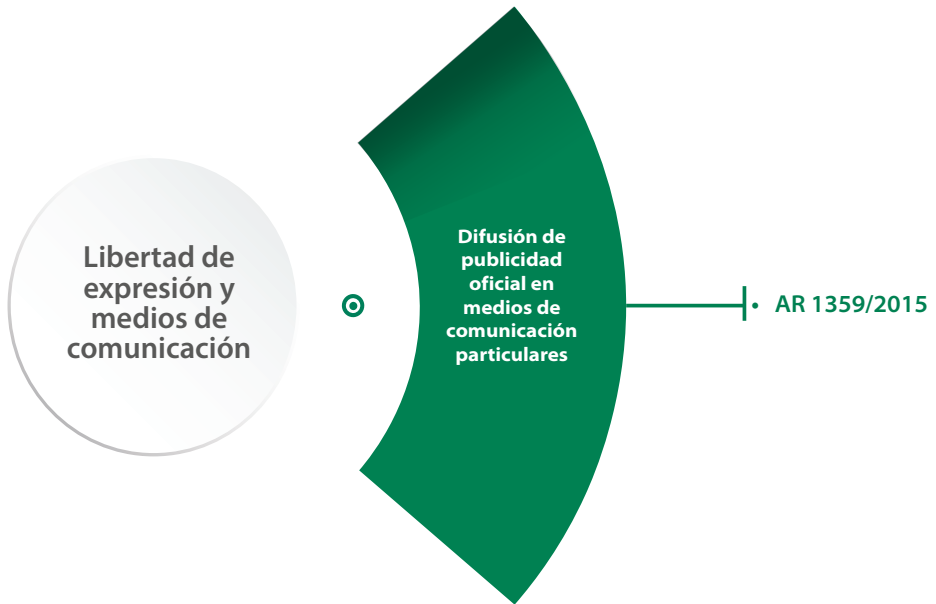 Libertad de
expresión y
medios de
comunicación
Difusión de
publicidad
oficial en
medios de
comunicación
particulares
AR 1359/2015